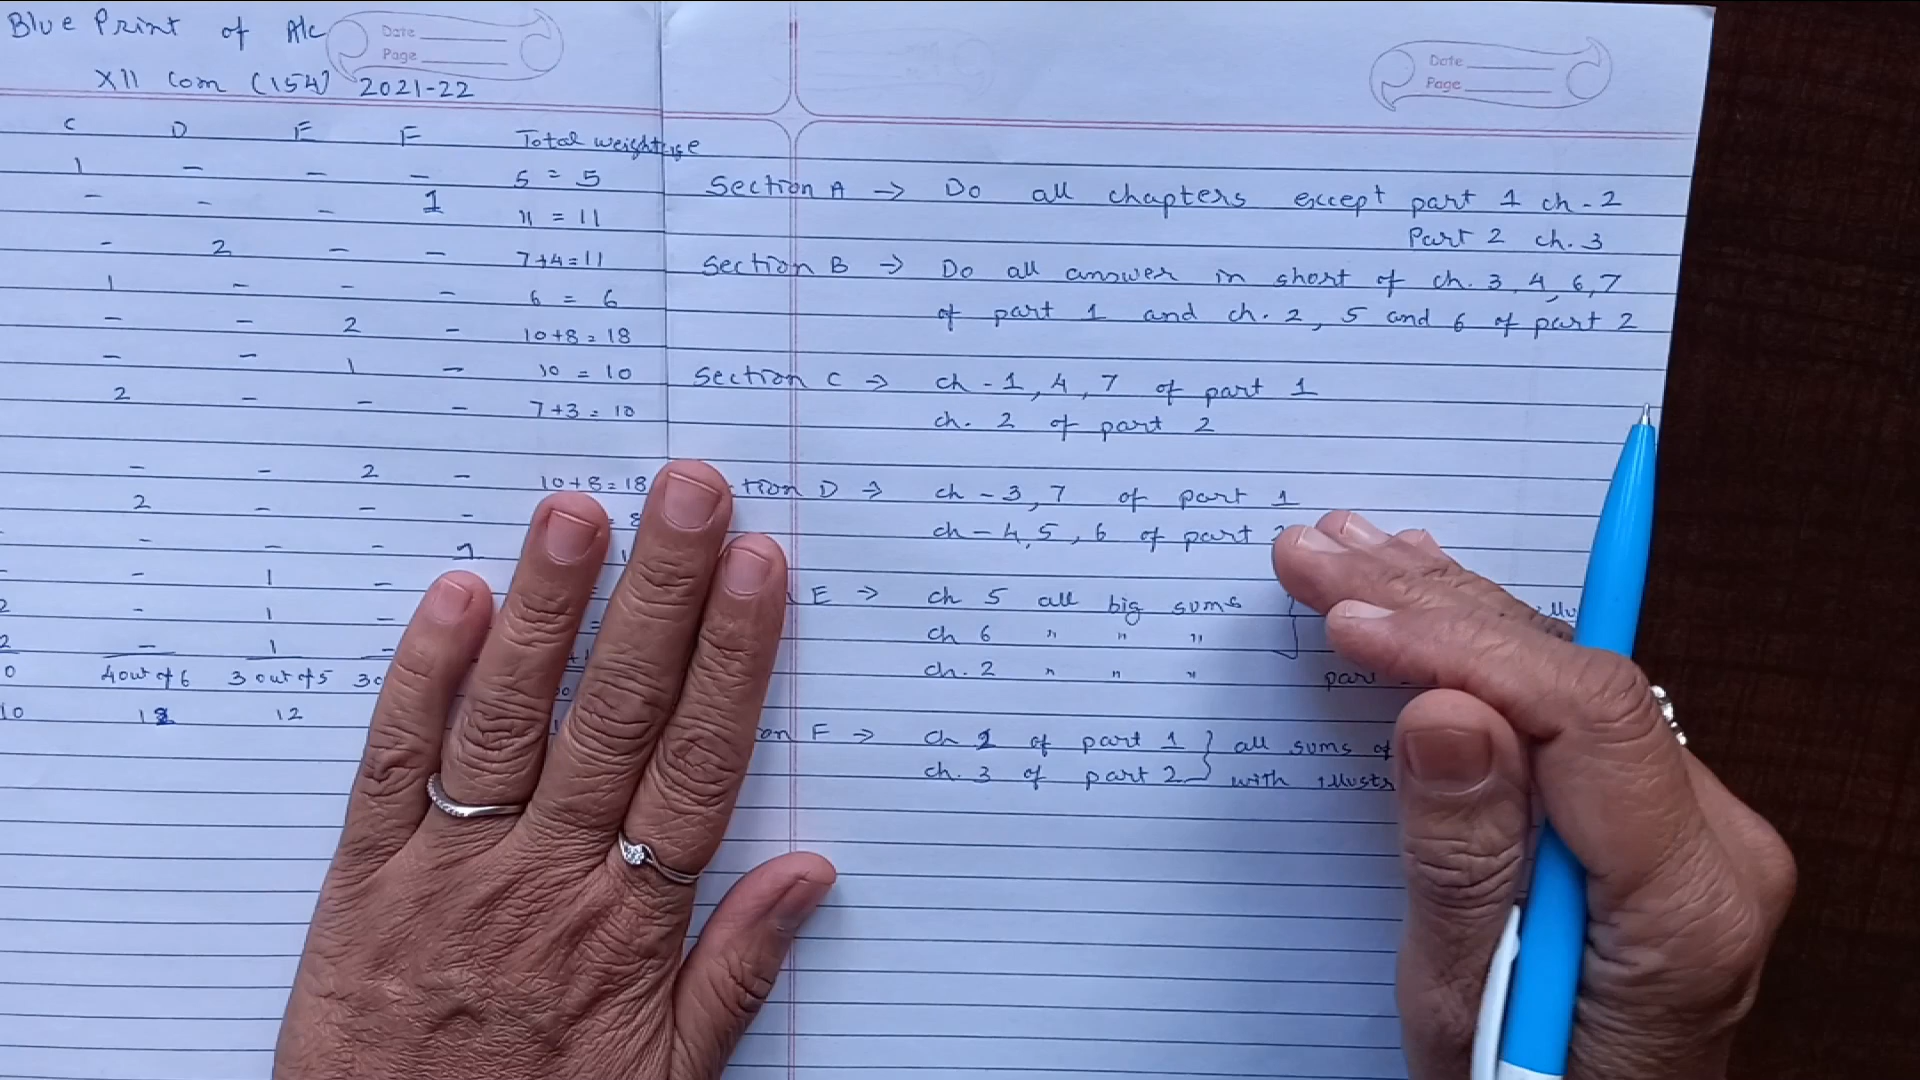 Blue Print of A/c
Date
Page
XII Com (154) 2021-22
C D E F Total weightage
1 - - - 5 = 5
- - - 1 11 = 11
- 2 - - 7+4=11
1 - - - 6 = 6
- - 2 - 10+8=18
- - 1 - 10 = 10
2 - - - 7+3=10
- - 2 - 10+8=18
2 - - - = 8
- - - 1
- 1 -
2 - 1 -
2 - 1 -
0 4 out of 6 3 out of 5
10 12 12
Date
Page
Section A → Do all chapters except part 1 ch-2
Part 2 ch. 3
Section B → Do all answer in short of ch. 3, 4, 6, 7
of part 1 and ch. 2, 5 and 6 of part 2
Section C → ch - 1, 4, 7 of part 1
ch. 2 of part 2
ction D → ch - 3, 7 of part 1
ch - 4, 5, 6 of part
E → ch 5 all big sums
ch 6 " " "
ch. 2 " " "
on F → ch 2 of part 1 } all sums of
ch. 3 of part 2 } with illustr